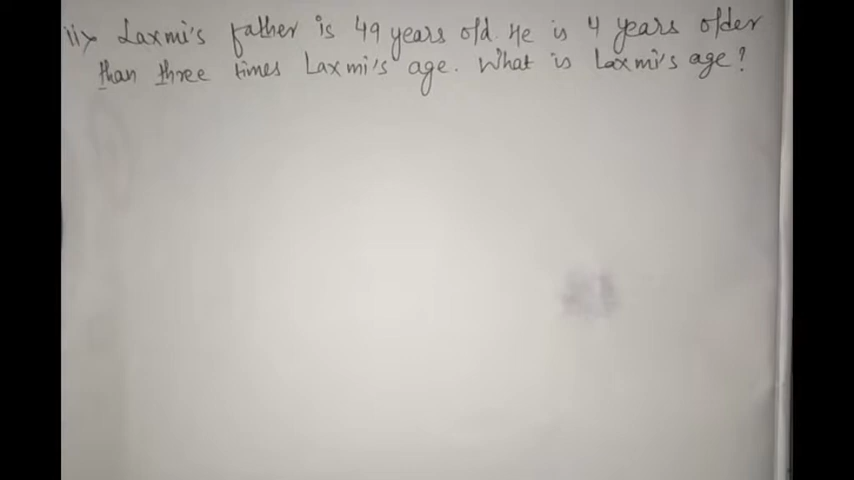 ii> Laxmi's father is 49 years old. He is 4 years older
than three times Laxmi's age. What is Laxmi's age?